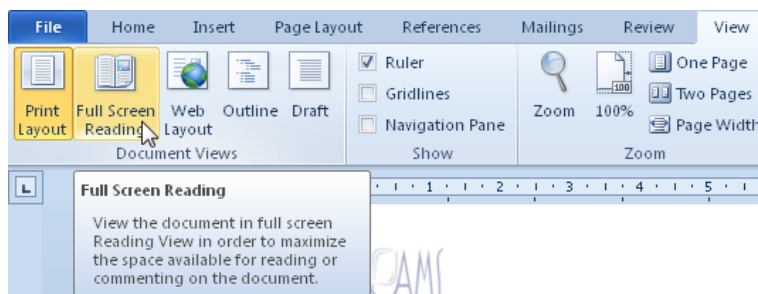 File Home Insert Page Layout References Mailings Review View
Ruler One Page
Gridlines Two Pages
Print Full Screen Web Outline Draft Navigation Pane Zoom 100% Page Width
Layout Reading Layout
Document Views Show Zoom
L 1 2 3 4 5
Full Screen Reading
View the document in full screen
Reading View in order to maximize
the space available for reading or
commenting on the document.